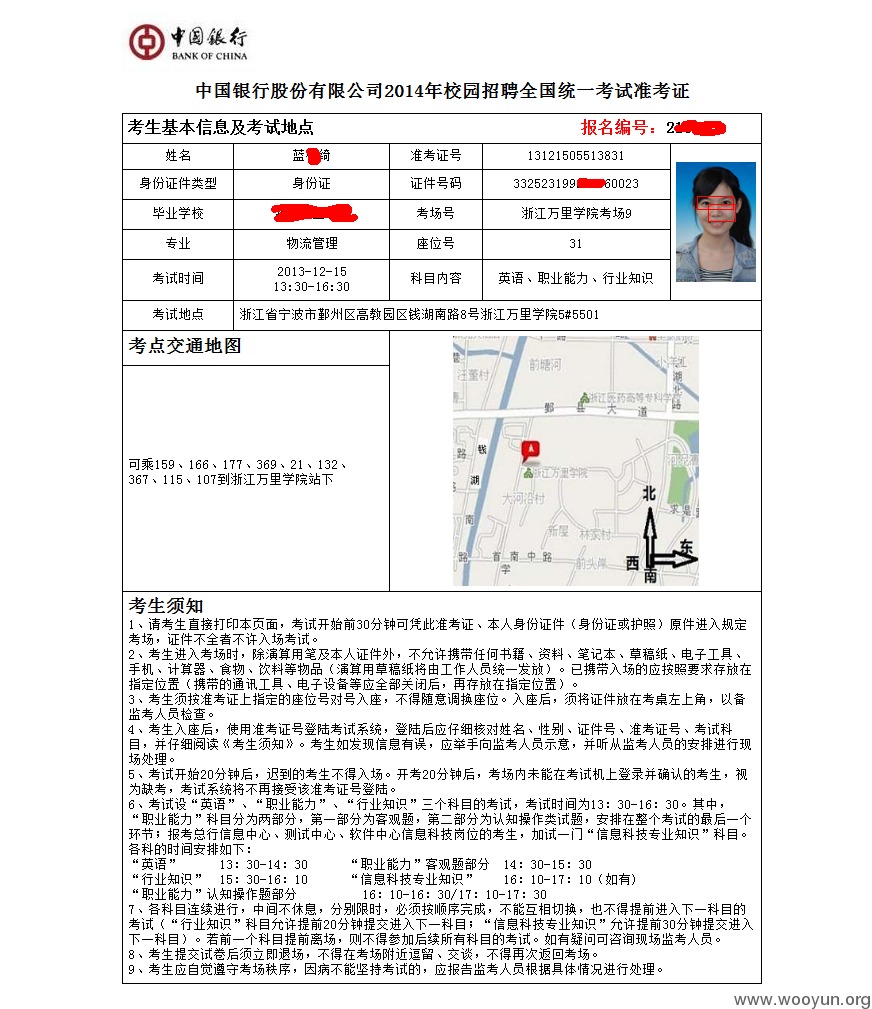 中国银行
BANK OF CHINA
中国银行股份有限公司2014年校园招聘全国统一考试准考证
考生基本信息及考试地点 报名编号：2
姓名 蓝 绮 准考证号 13121505513831
身份证件类型 身份证 证件号码 332523199 60023
毕业学校 考场号 浙江万里学院考场9
专业 物流管理 座位号 31
考试时间 2013-12-15
13:30-16:30 科目内容 英语、职业能力、行业知识
考试地点 浙江省宁波市鄞州区高教园区钱湖南路8号浙江万里学院5#5501
考点交通地图
可乘159、166、177、369、21、132、
367、115、107到浙江万里学院站下
前塘河
汪董村
浙江医药高等专科学
鄞县大道
湖北路
钱湖南路
A
浙江万里学院
大河沿村
新屋
林家村
首南中路
前头岸
学
求是
北
东
西
南
考生须知
1、请考生直接打印本页面，考试开始前30分钟可凭此准考证、本人身份证件（身份证或护照）原件进入规定
考场，证件不全者不许入场考试。
2、考生进入考场时，除演算用笔及本人证件外，不允许携带任何书籍、资料、笔记本、草稿纸、电子工具、
手机、计算器、食物、饮料等物品（演算用草稿纸将由工作人员统一发放）。已携带入场的应按照要求存放在
指定位置（携带的通讯工具、电子设备等应全部关闭后，再存放在指定位置）。
3、考生须按准考证上指定的座位号对号入座，不得随意调换座位。入座后，须将证件放在考桌左上角，以备
监考人员检查。
4、考生入座后，使用准考证号登陆考试系统，登陆后应仔细核对姓名、性别、证件号、准考证号、考试科
目，并仔细阅读《考生须知》。考生如发现信息有误，应举手向监考人员示意，并听从监考人员的安排进行现
场处理。
5、考试开始20分钟后，迟到的考生不得入场。开考20分钟后，考场内未能在考试机上登录并确认的考生，视
为缺考，考试系统将不再接受该准考证号登陆。
6、考试设“英语”、“职业能力”、“行业知识”三个科目的考试，考试时间为13：30-16：30。其中，
“职业能力”科目分为两部分，第一部分为客观题，第二部分为认知操作类试题，安排在整个考试的最后一个
环节；报考总行信息中心、测试中心、软件中心信息科技岗位的考生，加试一门“信息科技专业知识”科目。
各科的时间安排如下：
“英语” 13：30-14：30 “职业能力”客观题部分 14：30-15：30
“行业知识” 15：30-16：10 “信息科技专业知识” 16：10-17：10（如有）
“职业能力”认知操作题部分 16：10-16：30/17：10-17：30
7、各科目连续进行，中间不休息，分别限时，必须按顺序完成，不能互相切换，也不得提前进入下一科目的
考试（“行业知识”科目允许提前20分钟提交进入下一科目；“信息科技专业知识”允许提前30分钟提交进入
下一科目）。若前一个科目提前离场，则不得参加后续所有科目的考试。如有疑问可咨询现场监考人员。
8、考生提交试卷后须立即退场，不得在考场附近逗留、交谈，不得再次返回考场。
9、考生应自觉遵守考场秩序，因病不能坚持考试的，应报告监考人员根据具体情况进行处理。
www.wooyun.org